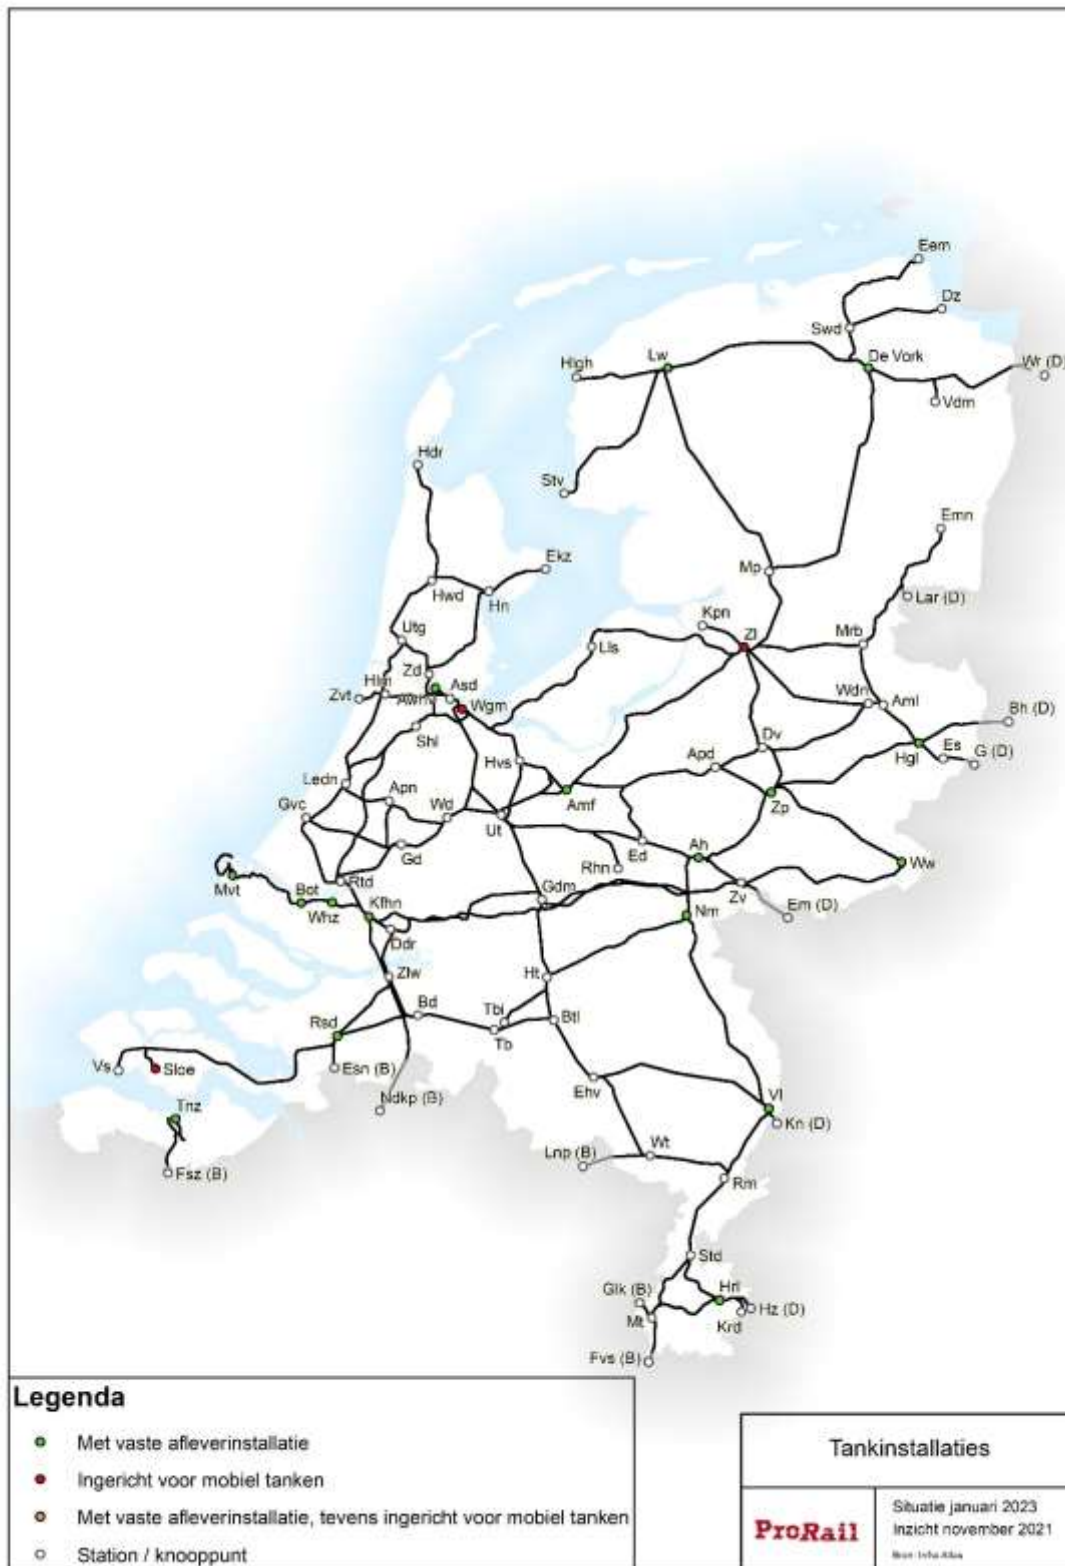 Eem
Dz
Swd
Lw
De Vork
Hlgh
Wr (D)
Vdm
Hdr
Stv
Emn
Ekz
Mp
Hwd
Hn
Lar (D)
Kpn
Utg
Zl
Mrb
Lls
Zd
Hlm
Asd
Zvt
Wgm
Wdn
Aml
Bh (D)
Shl
Dv
Es
G (D)
Hgl
Hvs
Apd
Ledn
Apn
Gvc
Wd
Amf
Zp
Ut
Gd
Ed
Ah
Rhn
Ww
Mvt
Rtd
Bot
Whz
Kfhn
Gdm
Zv
Em (D)
Nm
Ddr
Zlw
Ht
Bd
Tbi
Btl
Rsd
Tb
Vs
Sloe
Esn (B)
Ehv
Ndkp (B)
Vl
Tnz
Kn (D)
Lnp (B)
Wt
Fsz (B)
Rm
Std
Glk (B)
Hrl
Hz (D)
Mt
Krd
Fvs (B)
Legenda
Met vaste afleverinstallatie
Ingericht voor mobiel tanken
Met vaste afleverinstallatie, tevens ingericht voor mobiel tanken
Station / knooppunt
Tankinstallaties
ProRail
Situatie januari 2023
Inzicht november 2021
Bron: Infra Atlas